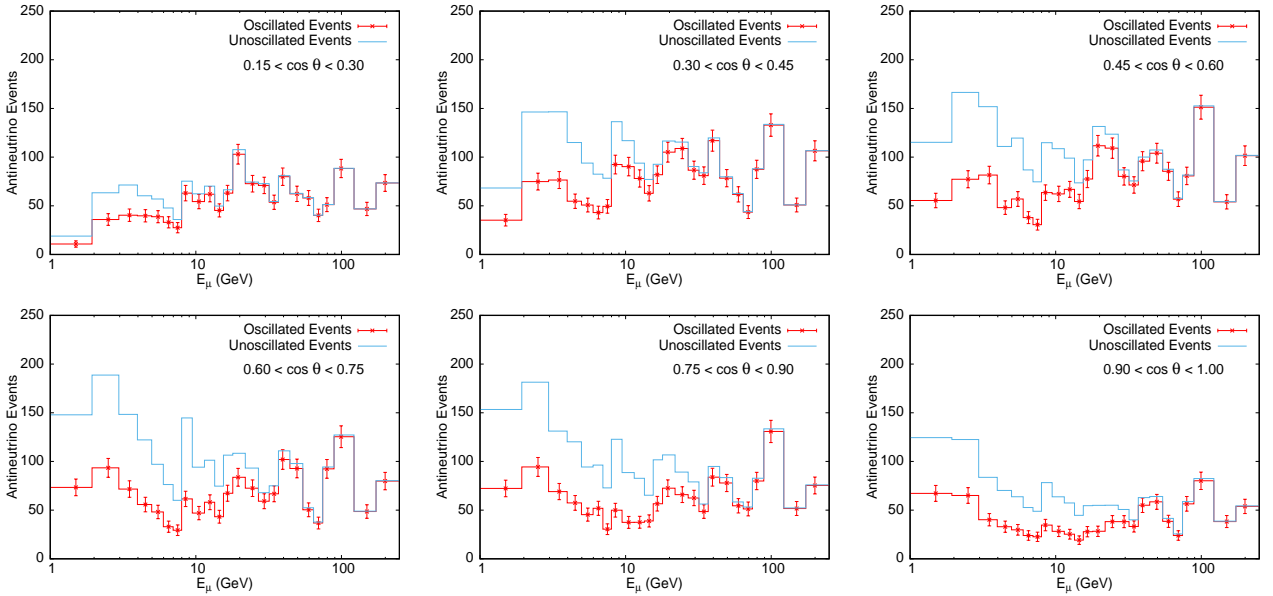 250
200
150
100
50
0
1 10 100
Antineutrino Events
E_μ (GeV)
Oscillated Events
Unoscillated Events
0.15 < cos θ < 0.30
250
200
150
100
50
0
1 10 100
Antineutrino Events
E_μ (GeV)
Oscillated Events
Unoscillated Events
0.30 < cos θ < 0.45
250
200
150
100
50
0
1 10 100
Antineutrino Events
E_μ (GeV)
Oscillated Events
Unoscillated Events
0.45 < cos θ < 0.60
250
200
150
100
50
0
1 10 100
Antineutrino Events
E_μ (GeV)
Oscillated Events
Unoscillated Events
0.60 < cos θ < 0.75
250
200
150
100
50
0
1 10 100
Antineutrino Events
E_μ (GeV)
Oscillated Events
Unoscillated Events
0.75 < cos θ < 0.90
250
200
150
100
50
0
1 10 100
Antineutrino Events
E_μ (GeV)
Oscillated Events
Unoscillated Events
0.90 < cos θ < 1.00